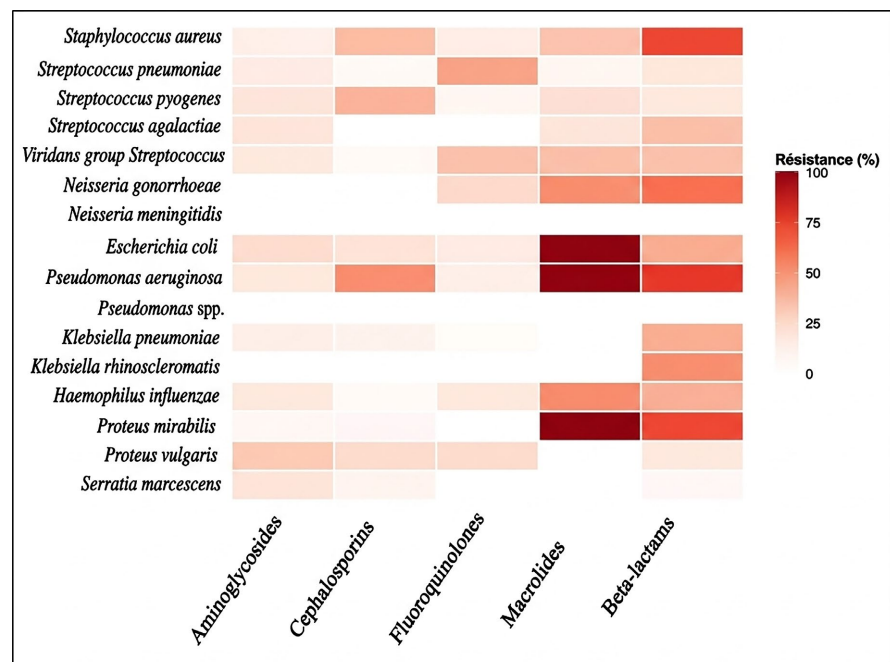 Staphylococcus aureus
Streptococcus pneumoniae
Streptococcus pyogenes
Streptococcus agalactiae
Viridans group Streptococcus
Neisseria gonorrhoeae
Neisseria meningitidis
Escherichia coli
Pseudomonas aeruginosa
Pseudomonas spp.
Klebsiella pneumoniae
Klebsiella rhinoscleromatis
Haemophilus influenzae
Proteus mirabilis
Proteus vulgaris
Serratia marcescens
Aminoglycosides
Cephalosporins
Fluoroquinolones
Macrolides
Beta-lactams
Résistance (%)
100
75
50
25
0